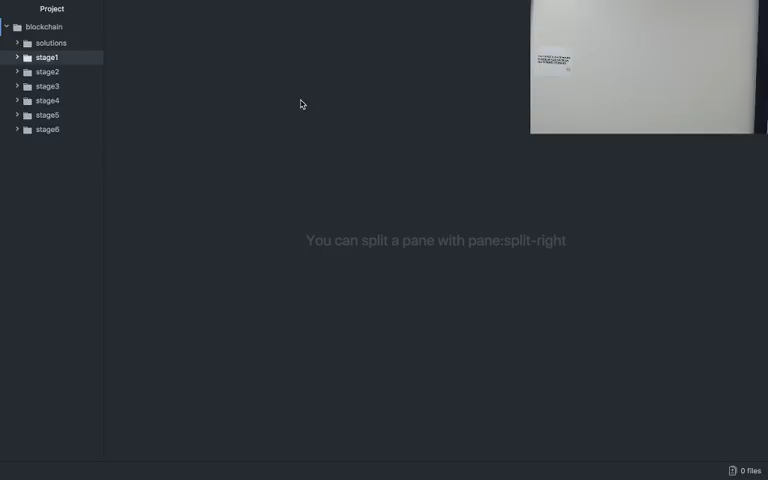 Project
blockchain
solutions
stage1
stage2
stage3
stage4
stage5
stage6
You can split a pane with pane:split-right
0 files